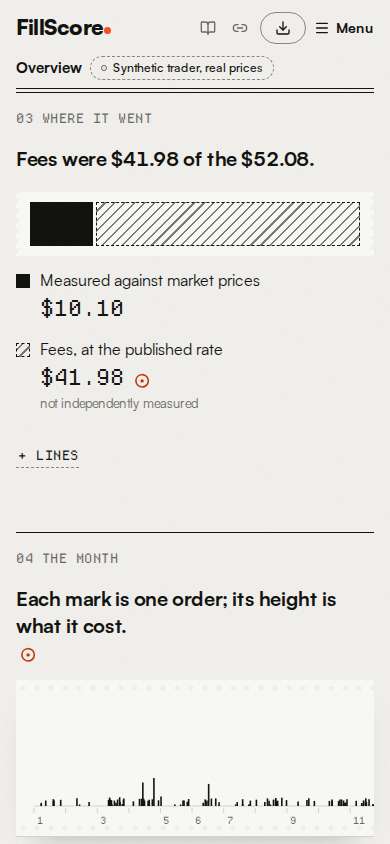 FillScore
Menu
Overview
Synthetic trader, real prices
03 WHERE IT WENT
Fees were $41.98 of the $52.08.
Measured against market prices
$10.10
Fees, at the published rate
$41.98
not independently measured
+ LINES
04 THE MONTH
Each mark is one order; its height is
what it cost.
1 3 5 6 7 9 11